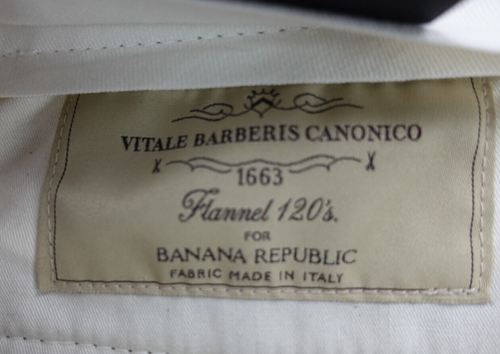 VITALE BARBERIS CANONICO
1663
Flannel 120's.
FOR
BANANA REPUBLIC
FABRIC MADE IN ITALY